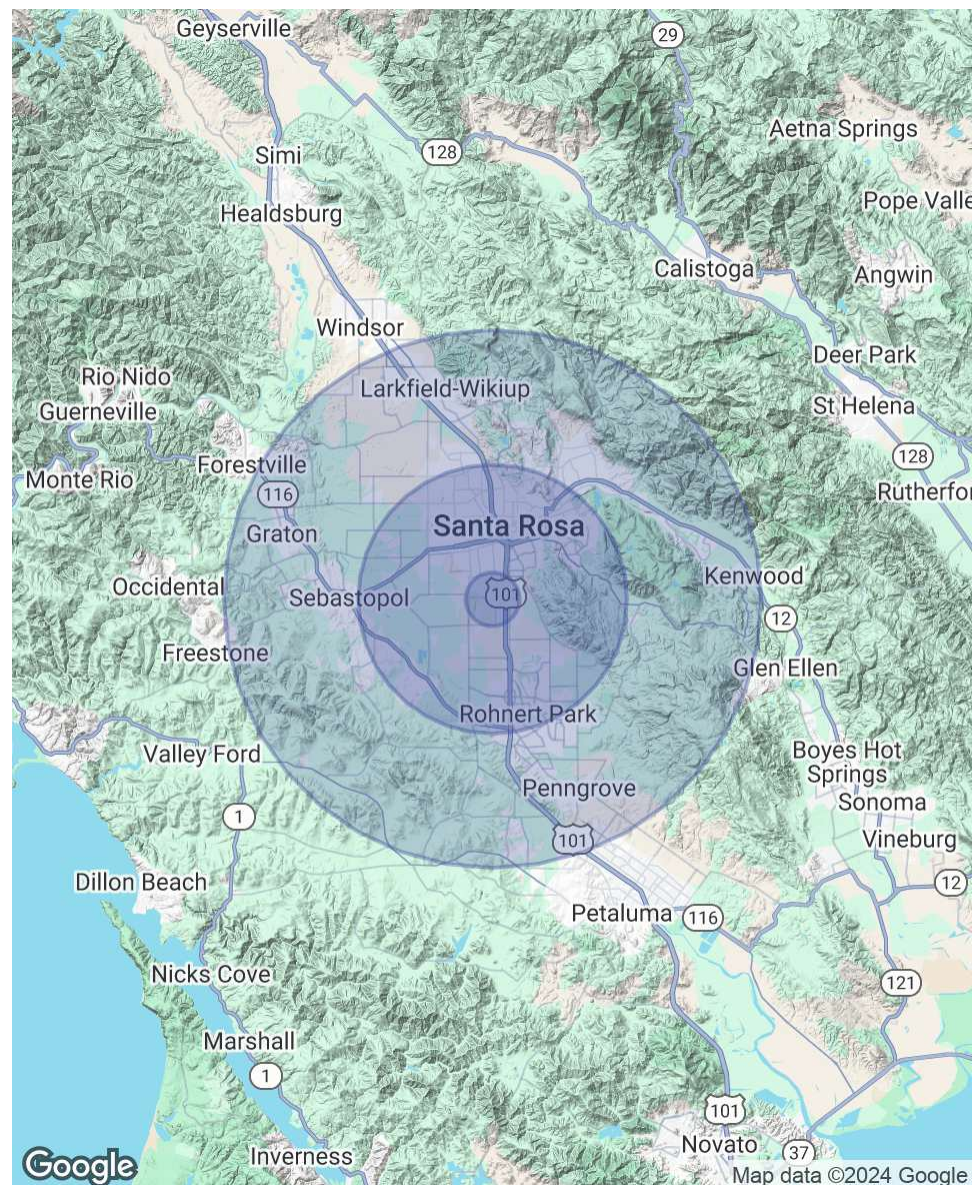 Geyserville
29
Aetna Springs
128
Simi
Pope Valle
Healdsburg
Calistoga
Angwin
Windsor
Deer Park
Rio Nido
Larkfield-Wikiup
Guerneville
St Helena
128
Forestville
Monte Rio
116
Rutherfor
Santa Rosa
Graton
Kenwood
Occidental
Sebastopol
101
12
Freestone
Glen Ellen
Rohnert Park
Valley Ford
Boyes Hot
Springs
Penngrove
Sonoma
1
101
Vineburg
Dillon Beach
12
Petaluma
116
Nicks Cove
121
Marshall
1
101
Novato
37
Inverness
Google
Map data ©2024 Google